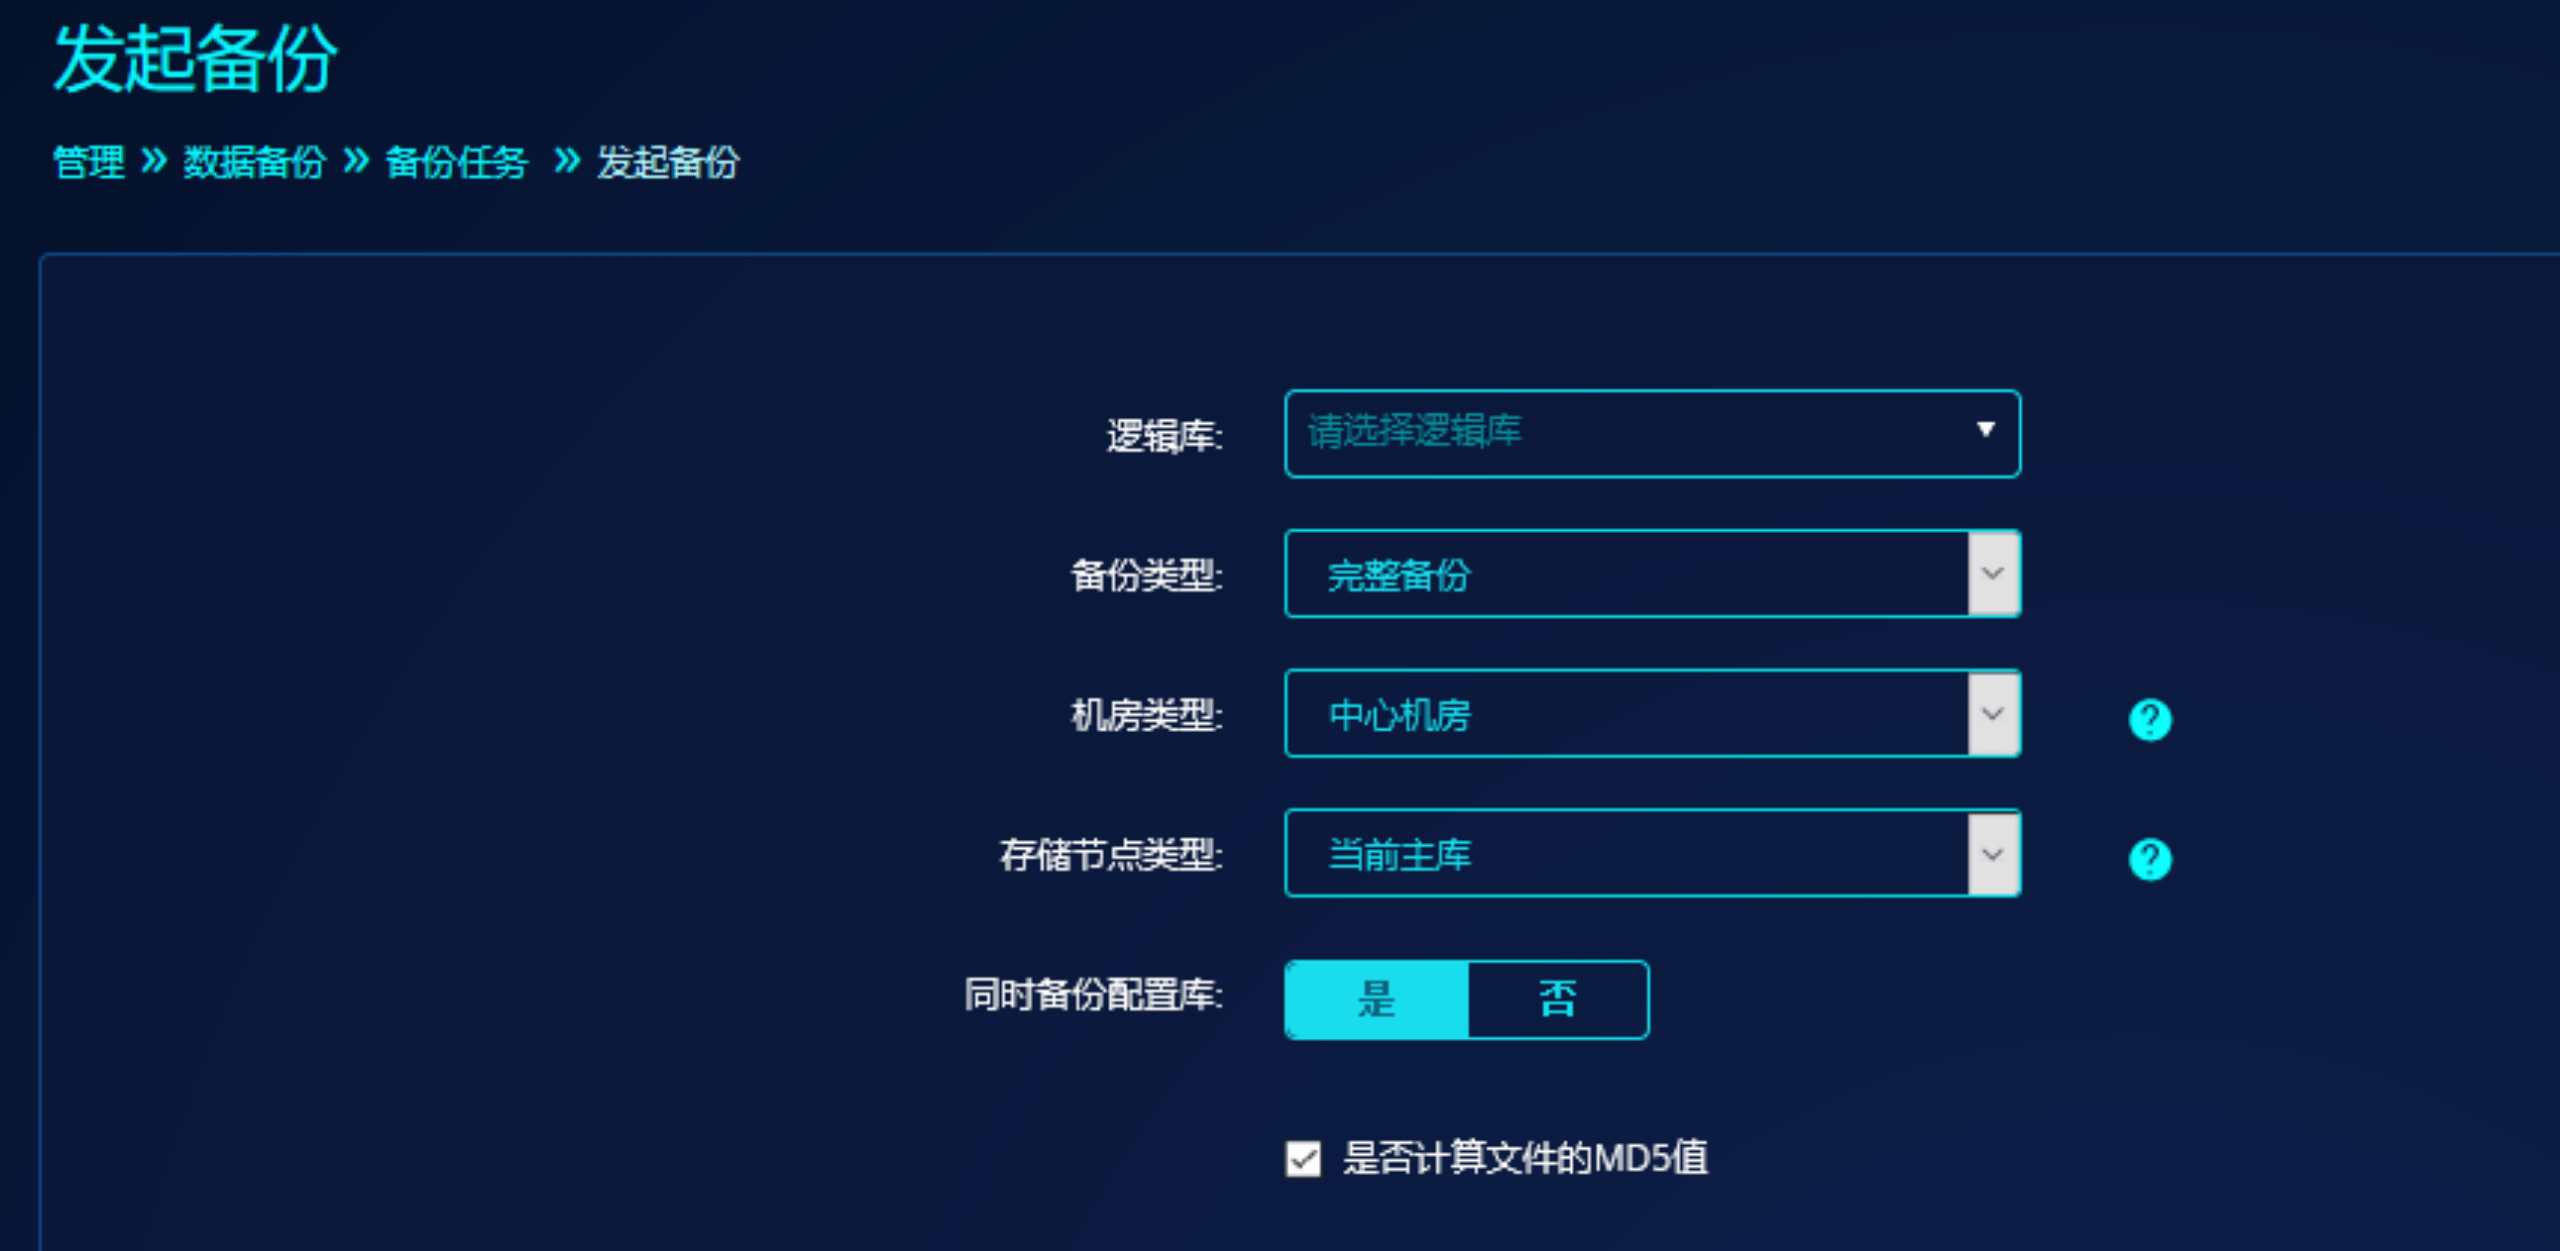 发起备份
管理 » 数据备份 » 备份任务 » 发起备份
逻辑库: 请选择逻辑库
备份类型: 完整备份
机房类型: 中心机房
存储节点类型: 当前主库
同时备份配置库: 是 否
是否计算文件的MD5值